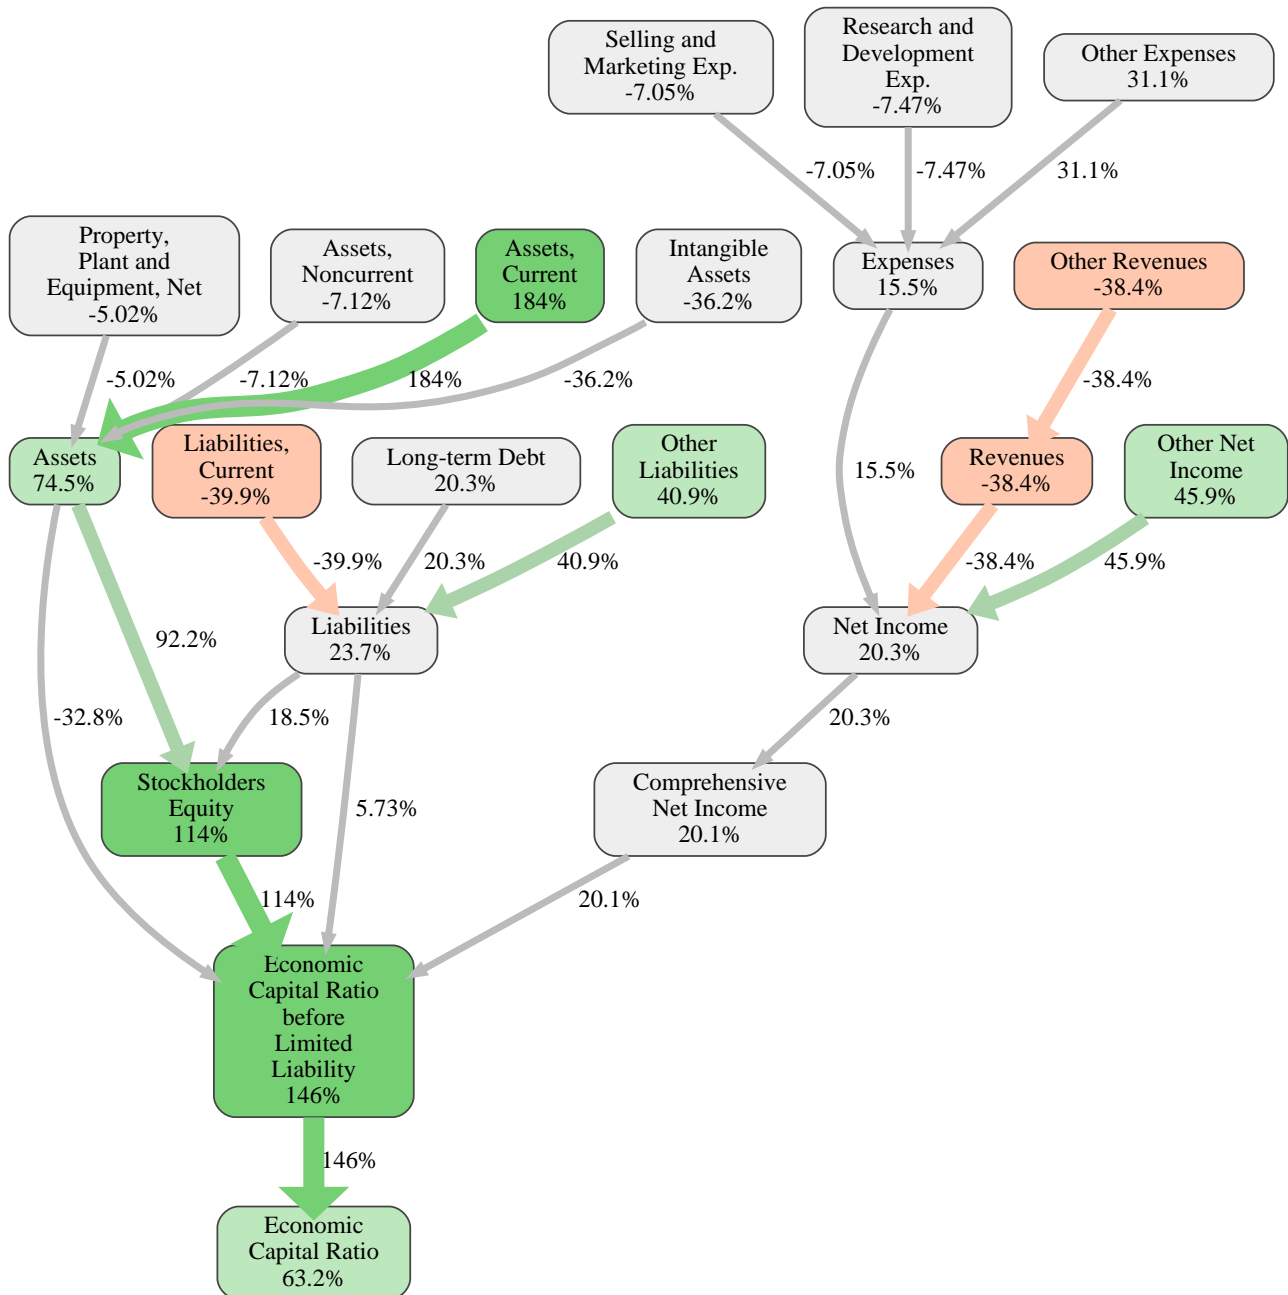 Selling and
Marketing Exp.
-7.05%
Research and
Development
Exp.
-7.47%
Other Expenses
31.1%
-7.05%
-7.47%
31.1%
Property,
Plant and
Equipment, Net
-5.02%
Assets,
Noncurrent
-7.12%
Assets,
Current
184%
Intangible
Assets
-36.2%
Expenses
15.5%
Other Revenues
-38.4%
-5.02%
-7.12%
184%
-36.2%
-38.4%
Assets
74.5%
Liabilities,
Current
-39.9%
Long-term Debt
20.3%
Other
Liabilities
40.9%
15.5%
Revenues
-38.4%
Other Net
Income
45.9%
-39.9%
20.3%
40.9%
-38.4%
45.9%
92.2%
Liabilities
23.7%
Net Income
20.3%
-32.8%
18.5%
20.3%
Stockholders
Equity
114%
5.73%
Comprehensive
Net Income
20.1%
114%
20.1%
Economic
Capital Ratio
before
Limited
Liability
146%
146%
Economic
Capital Ratio
63.2%